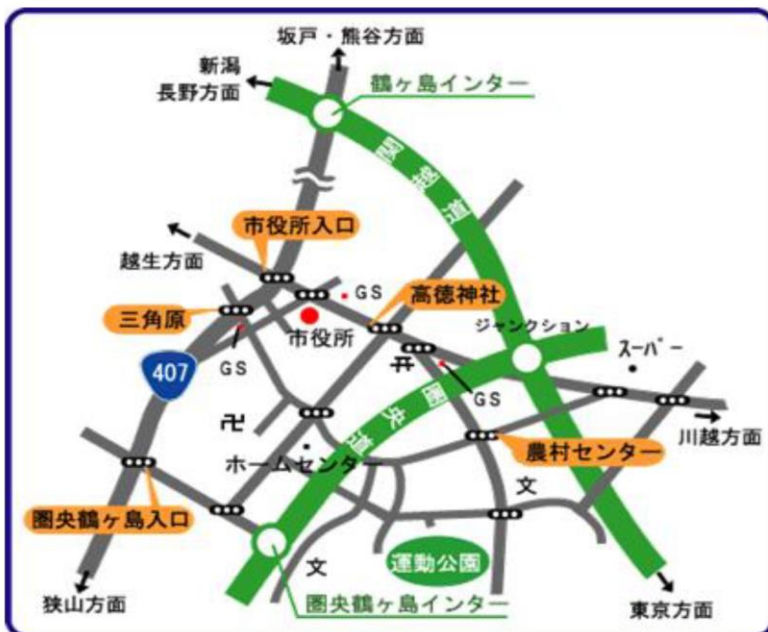 坂戸・熊谷方面
新潟
長野方面
鶴ヶ島インター
関越道
市役所入口
越生方面
GS
高徳神社
三角原
市役所
ジャンクション
スーパー
407
GS
GS
圏央道
川越方面
ホームセンター
農村センター
文
圏央鶴ヶ島入口
運動公園
文
狭山方面
圏央鶴ヶ島インター
東京方面